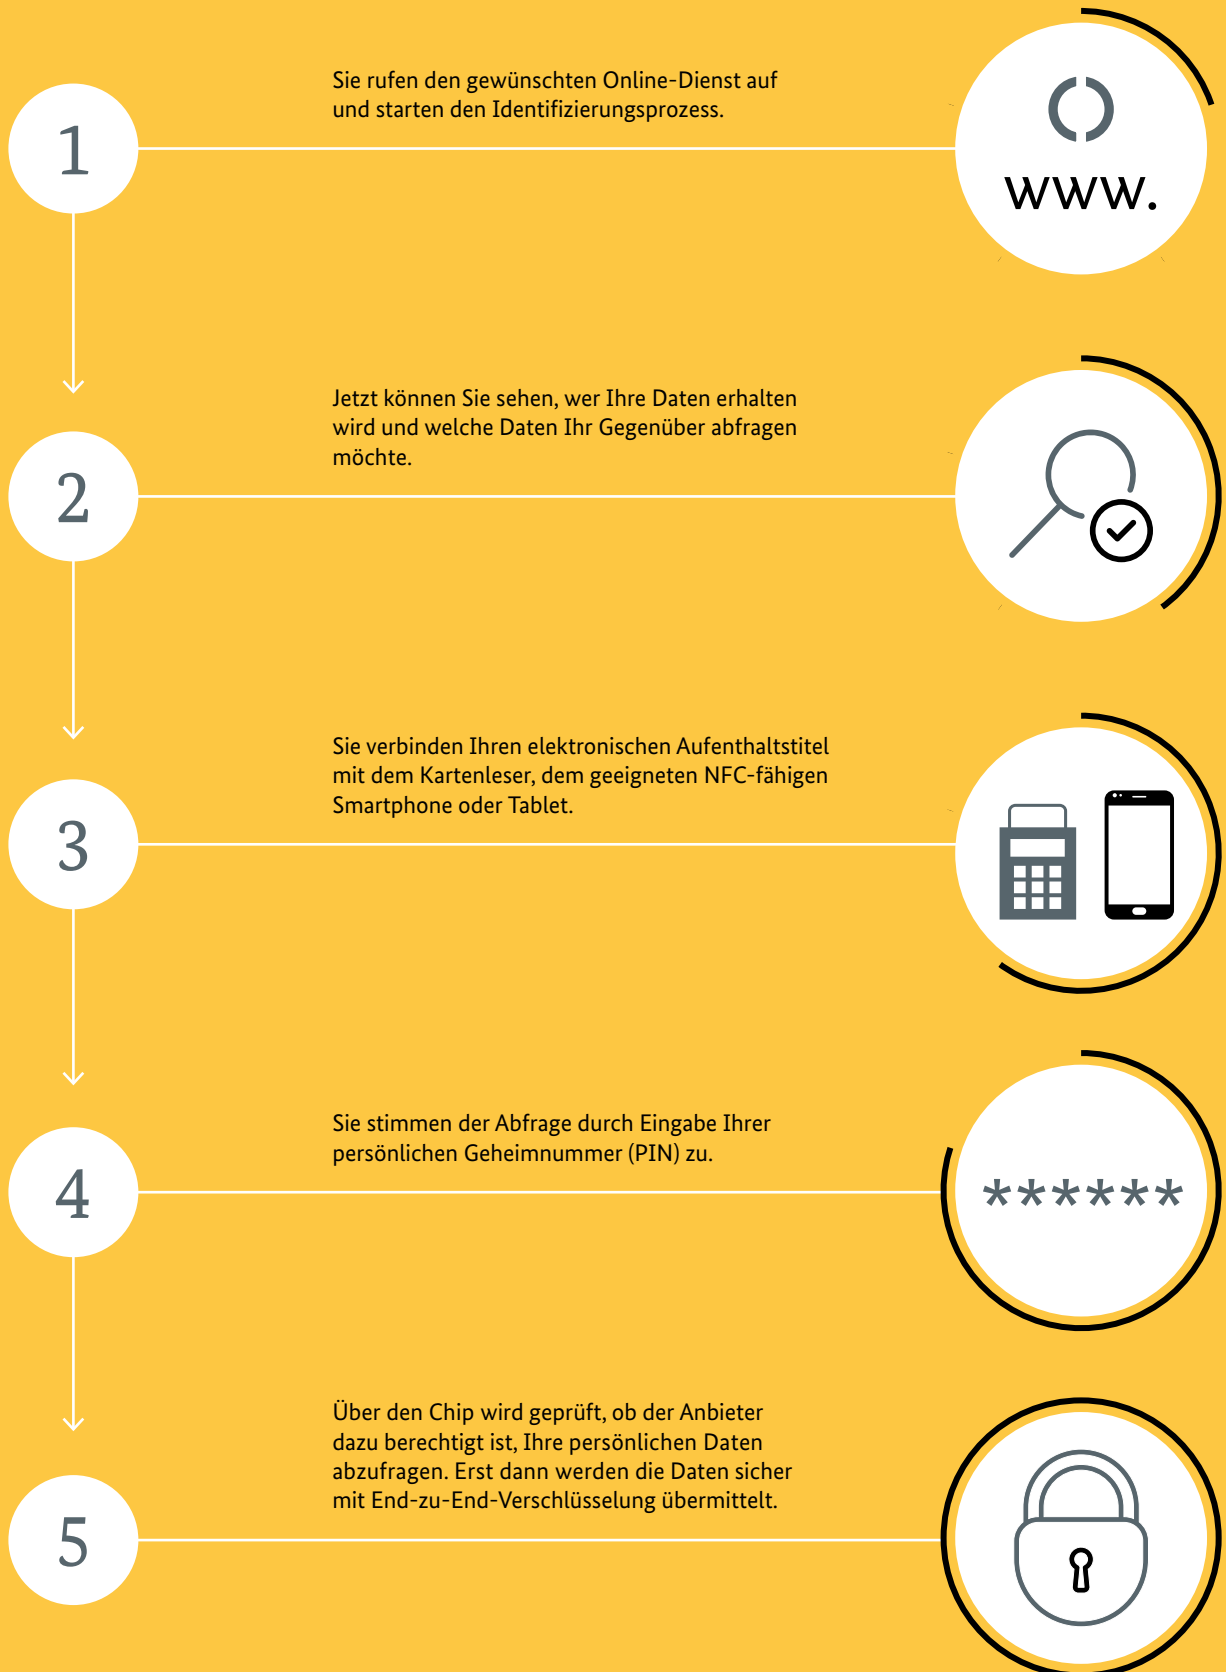 Sie rufen den gewünschten Online-Dienst auf
und starten den Identifizierungsprozess.
1
www.
Jetzt können Sie sehen, wer Ihre Daten erhalten
wird und welche Daten Ihr Gegenüber abfragen
möchte.
2
Sie verbinden Ihren elektronischen Aufenthaltstitel
mit dem Kartenleser, dem geeigneten NFC-fähigen
Smartphone oder Tablet.
3
Sie stimmen der Abfrage durch Eingabe Ihrer
persönlichen Geheimnummer (PIN) zu.
4
******
Über den Chip wird geprüft, ob der Anbieter
dazu berechtigt ist, Ihre persönlichen Daten
abzufragen. Erst dann werden die Daten sicher
mit End-zu-End-Verschlüsselung übermittelt.
5